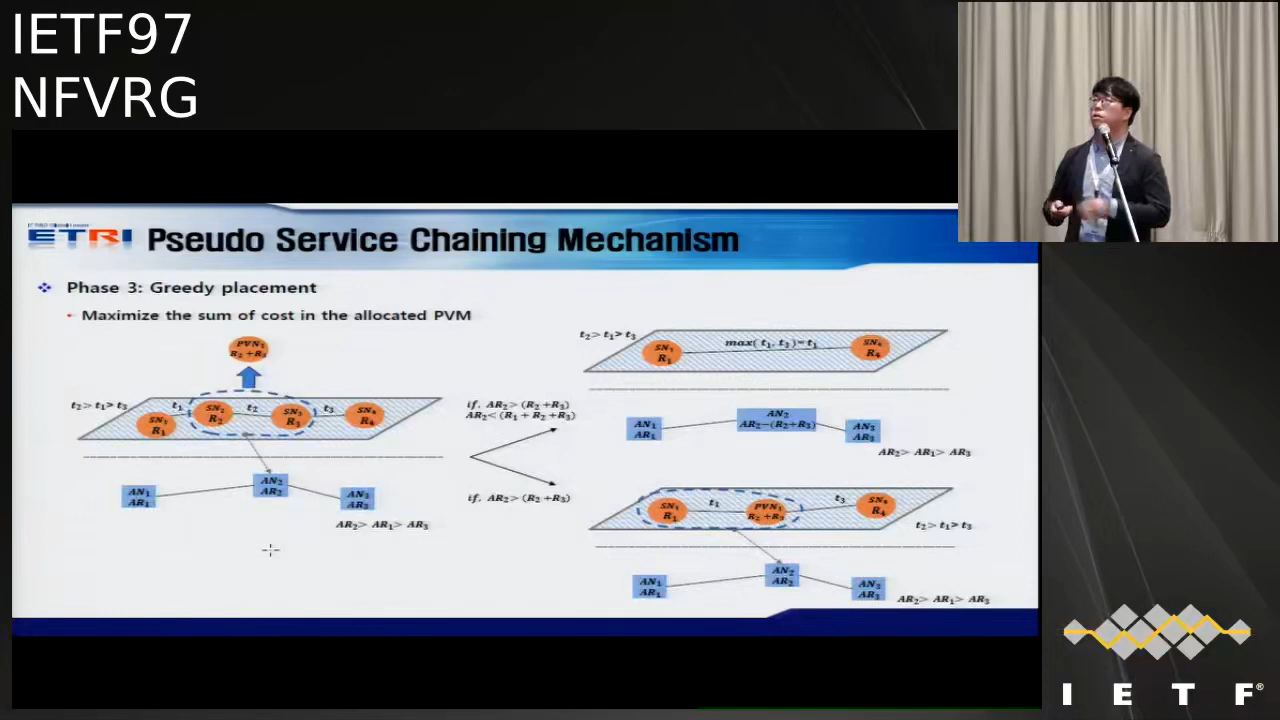 IETF97
NFVRG
ETRI
Pseudo Service Chaining Mechanism
Phase 3: Greedy placement
Maximize the sum of cost in the allocated PVM
PVN₁
R₂+R₃
t₂> t₁> t₃
SN₁
R₁
t₁
SN₂
R₂
t₂
SN₃
R₃
t₃
SN₄
R₄
AN₁
AR₁
AN₂
AR₂
AN₃
AR₃
AR₂> AR₁> AR₃
if, AR₂> (R₂+R₃)
AR₂< (R₁+R₂+R₃)
if, AR₂> (R₂+R₃)
t₂> t₁> t₃
SN₁
R₁
max( t₁, t₃)=t₁
SN₄
R₄
AN₁
AR₁
AN₂
AR₂−(R₂+R₃)
AN₃
AR₃
AR₂> AR₁> AR₃
SN₁
R₁
t₁
PVN₁
R₂+R₃
t₃
SN₄
R₄
t₂> t₁> t₃
AN₁
AR₁
AN₂
AR₂
AN₃
AR₃
AR₂> AR₁> AR₃
I E T F®